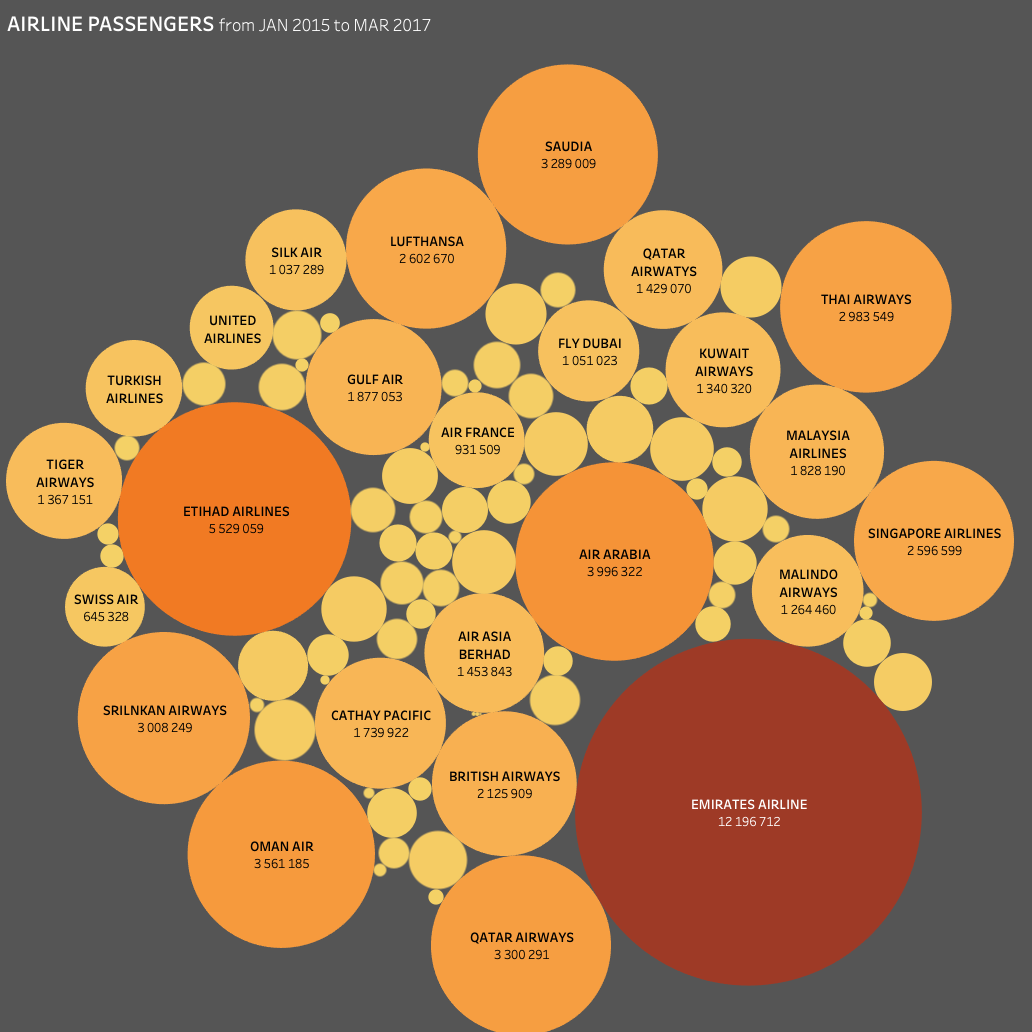 AIRLINE PASSENGERS from JAN 2015 to MAR 2017
SAUDIA
3 289 009
LUFTHANSA
2 602 670
SILK AIR
1 037 289
QATAR
AIRWATYS
1 429 070
THAI AIRWAYS
2 983 549
UNITED
AIRLINES
FLY DUBAI
1 051 023
KUWAIT
AIRWAYS
1 340 320
TURKISH
AIRLINES
GULF AIR
1 877 053
AIR FRANCE
931 509
MALAYSIA
AIRLINES
1 828 190
TIGER
AIRWAYS
1 367 151
ETIHAD AIRLINES
5 529 059
AIR ARABIA
3 996 322
SINGAPORE AIRLINES
2 596 599
MALINDO
AIRWAYS
1 264 460
SWISS AIR
645 328
AIR ASIA
BERHAD
1 453 843
SRILNKAN AIRWAYS
3 008 249
CATHAY PACIFIC
1 739 922
BRITISH AIRWAYS
2 125 909
EMIRATES AIRLINE
12 196 712
OMAN AIR
3 561 185
QATAR AIRWAYS
3 300 291